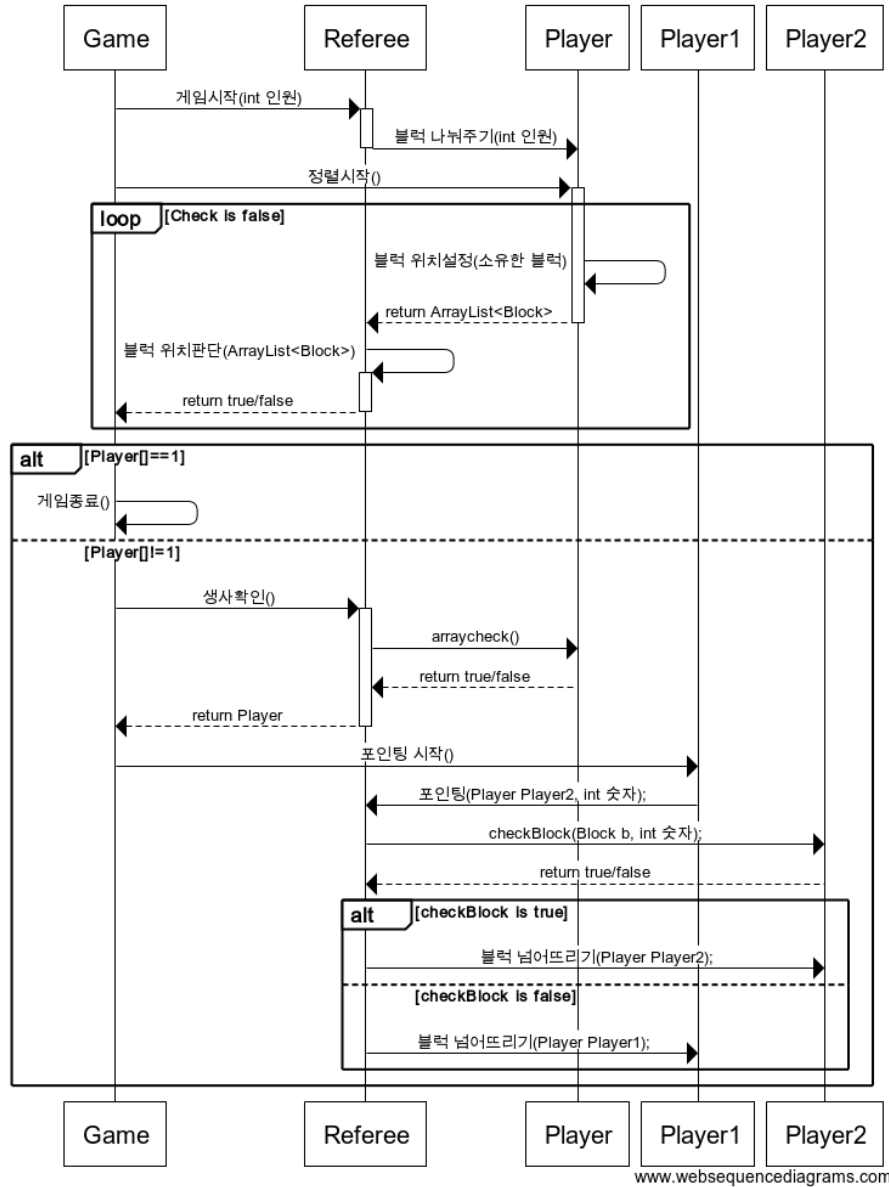 Game Referee Player Player1 Player2
게임시작(int 인원)
블럭 나눠주기(int 인원)
정렬시작()
loop [Check is false]
블럭 위치설정(소유한 블럭)
return ArrayList<Block>
블럭 위치판단(ArrayList<Block>)
return true/false
alt [Player[]==1]
게임종료()
[Player[]!=1]
생사확인()
arraycheck()
return true/false
return Player
포인팅 시작()
포인팅(Player Player2, int 숫자);
checkBlock(Block b, int 숫자);
return true/false
alt [checkBlock is true]
블럭 넘어뜨리기(Player Player2);
[checkBlock is false]
블럭 넘어뜨리기(Player Player1);
Game Referee Player Player1 Player2
www.websequencediagrams.com